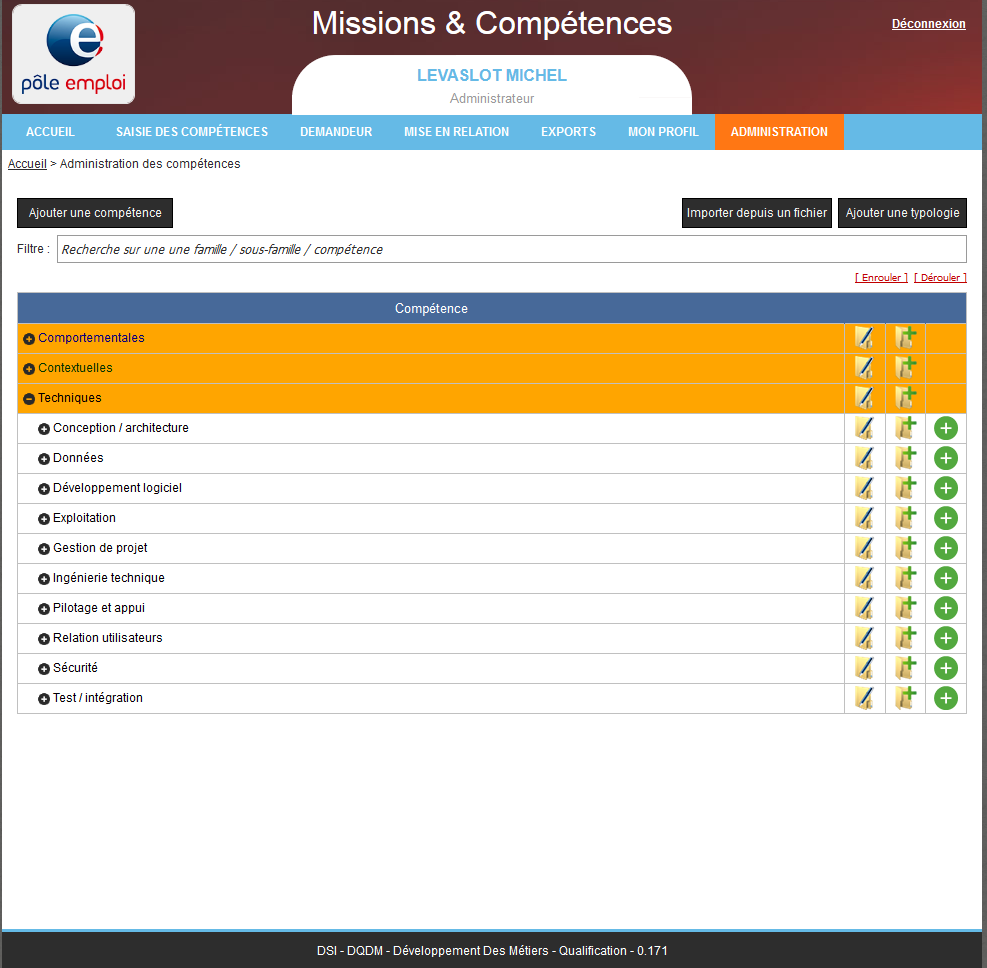 Missions & Compétences
Déconnexion
pôle emploi
LEVASLOT MICHEL
Administrateur
ACCUEIL SAISIE DES COMPÉTENCES DEMANDEUR MISE EN RELATION EXPORTS MON PROFIL ADMINISTRATION
Accueil > Administration des compétences
Ajouter une compétence Importer depuis un fichier Ajouter une typologie
Filtre : Recherche sur une une famille / sous-famille / compétence
[ Enrouler ] [ Dérouler ]
Compétence
Comportementales
Contextuelles
Techniques
Conception / architecture
Données
Développement logiciel
Exploitation
Gestion de projet
Ingénierie technique
Pilotage et appui
Relation utilisateurs
Sécurité
Test / intégration
DSI - DQDM - Développement Des Métiers - Qualification - 0.171